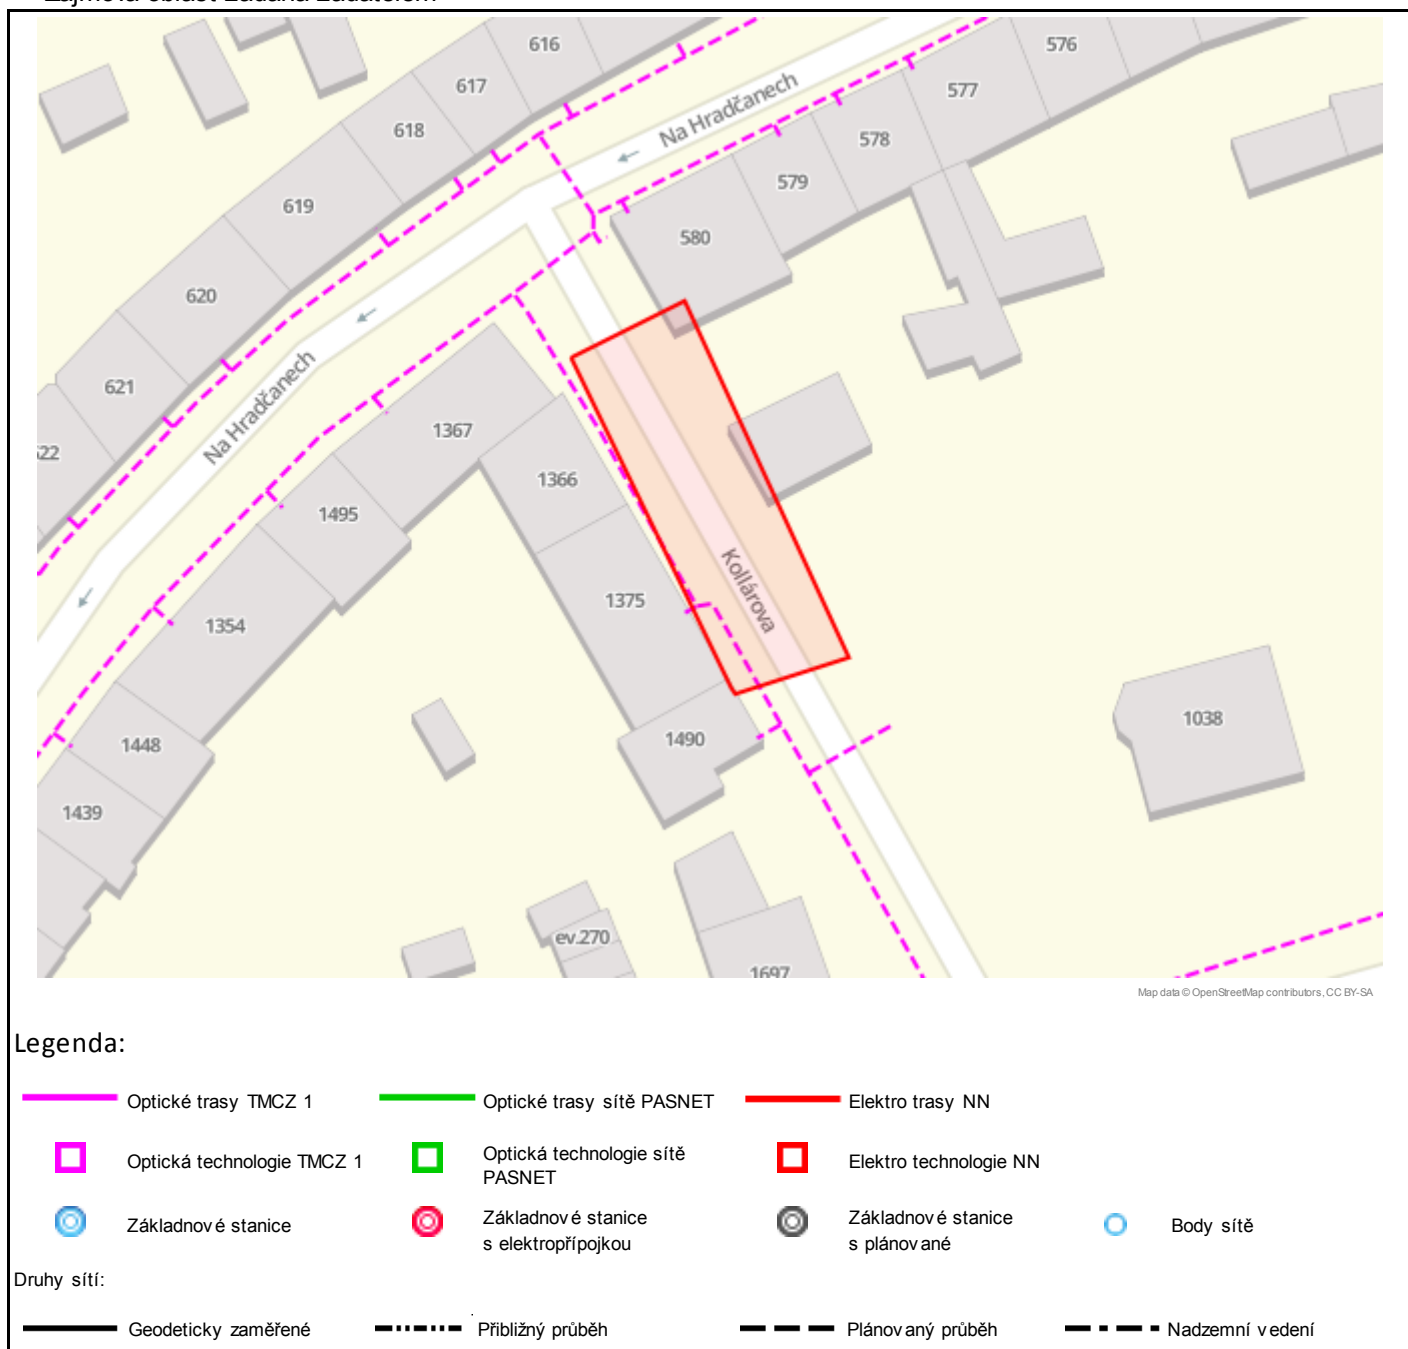 616
576
617
577
Na Hradčanech
618
578
579
619
580
620
621
Na Hradčanech
1367
1366
1495
Kollárova
1375
1354
1038
1448
1490
1439
ev.270
1697
Map data © OpenStreetMap contributors, CC BY-SA
Legenda:
Optické trasy TMCZ 1
Optické trasy sítě PASNET
Elektro trasy NN
Optická technologie TMCZ 1
Optická technologie sítě
PASNET
Elektro technologie NN
Základnové stanice
Základnové stanice
s elektropřípojkou
Základnové stanice
s plánované
Body sítě
Druhy sítí:
Geodeticky zaměřené
Přibližný průběh
Plánovaný průběh
Nadzemní vedení